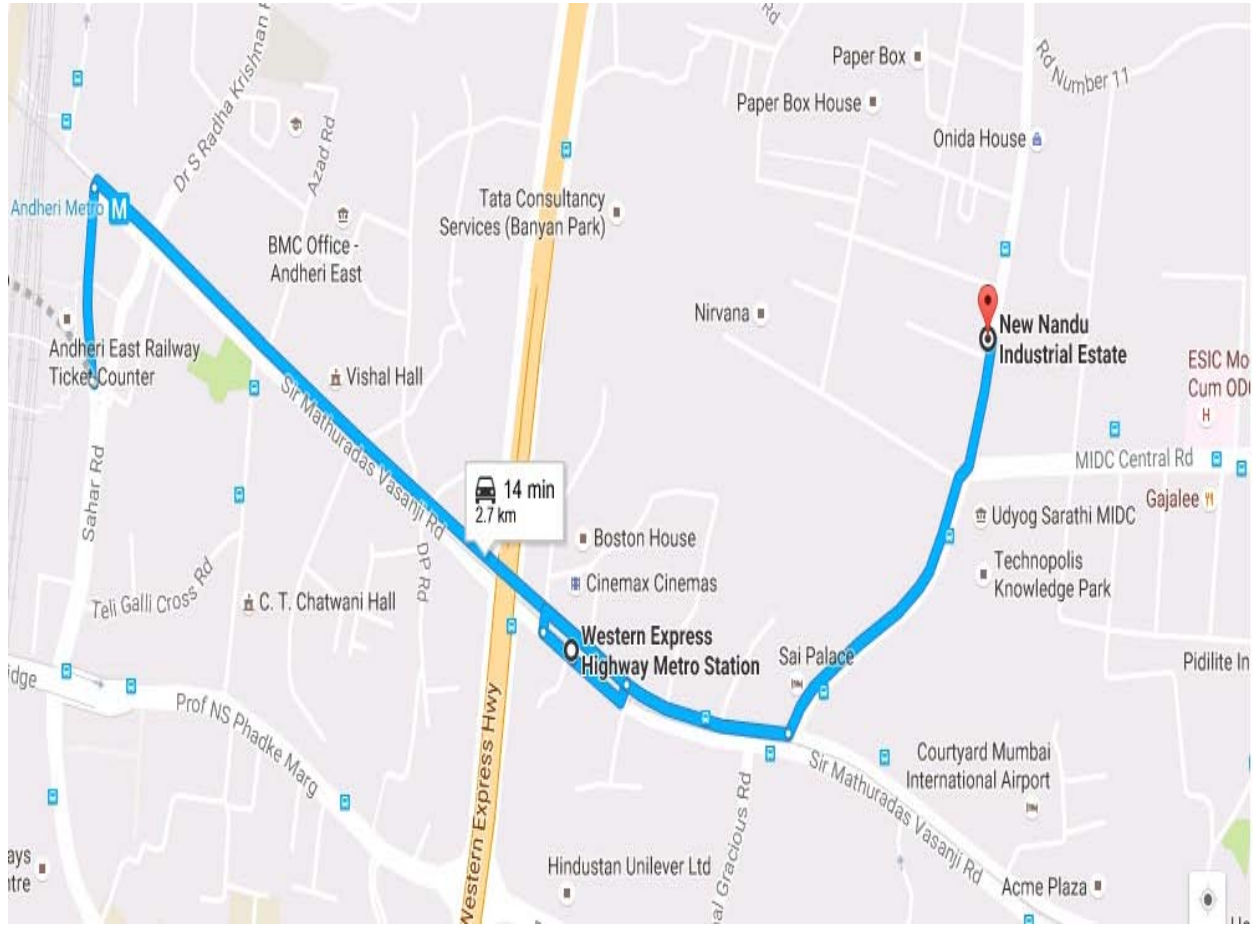 Rd
Rd Number 11
Dr S Radha Krishnan
Paper Box
Paper Box House
Onida House
Azad Rd
Andheri Metro
M
Tata Consultancy
Services (Banyan Park)
BMC Office -
Andheri East
Nirvana
New Nandu
Industrial Estate
Andheri East Railway
Ticket Counter
ESIC Mo
Cum OD
H
Vishal Hall
Sir Mathuradas Vasanji Rd
MIDC Central Rd
14 min
2.7 km
Gajalee
Sahar Rd
Udyog Sarathi MIDC
Boston House
DP Rd
Technopolis
Knowledge Park
Cinemax Cinemas
Teli Galli Cross Rd
C. T. Chatwani Hall
Western Express
Highway Metro Station
Sai Palace
Pidilite In
idge
Prof NS Phadke Marg
Western Express Hwy
Courtyard Mumbai
International Airport
Sir Mathuradas Vasanji Rd
al Gracious Rd
Hindustan Unilever Ltd
ays
ntre
Acme Plaza